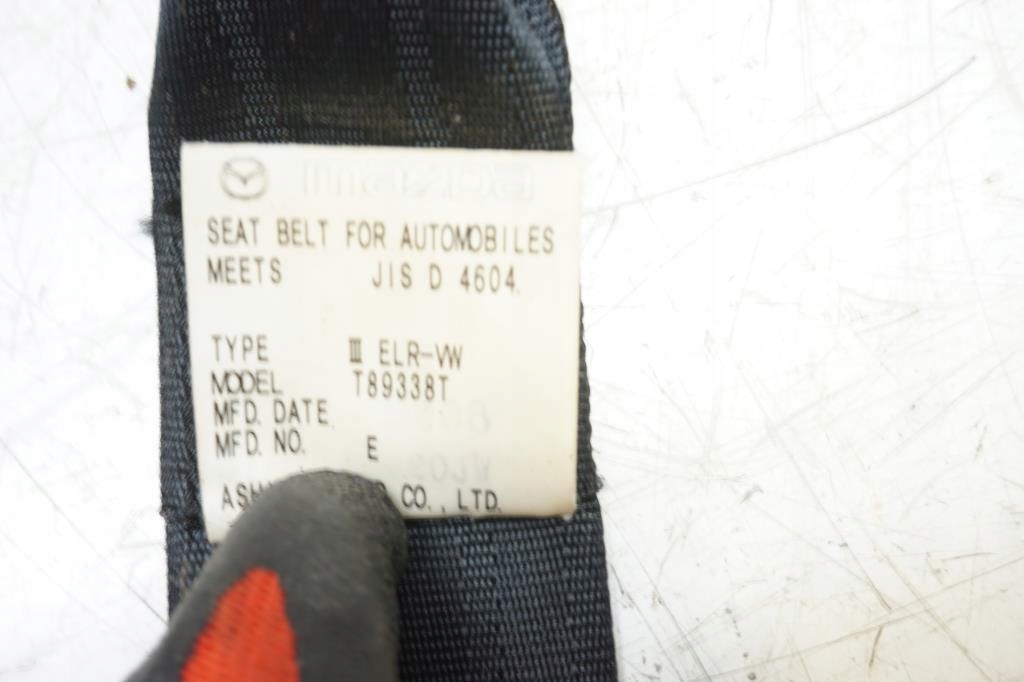 SEAT BELT FOR AUTOMOBILES
MEETS JIS D 4604.
TYPE III ELR-VW
MODEL T89338T
MFD. DATE
MFD. NO. E
CO., LTD.